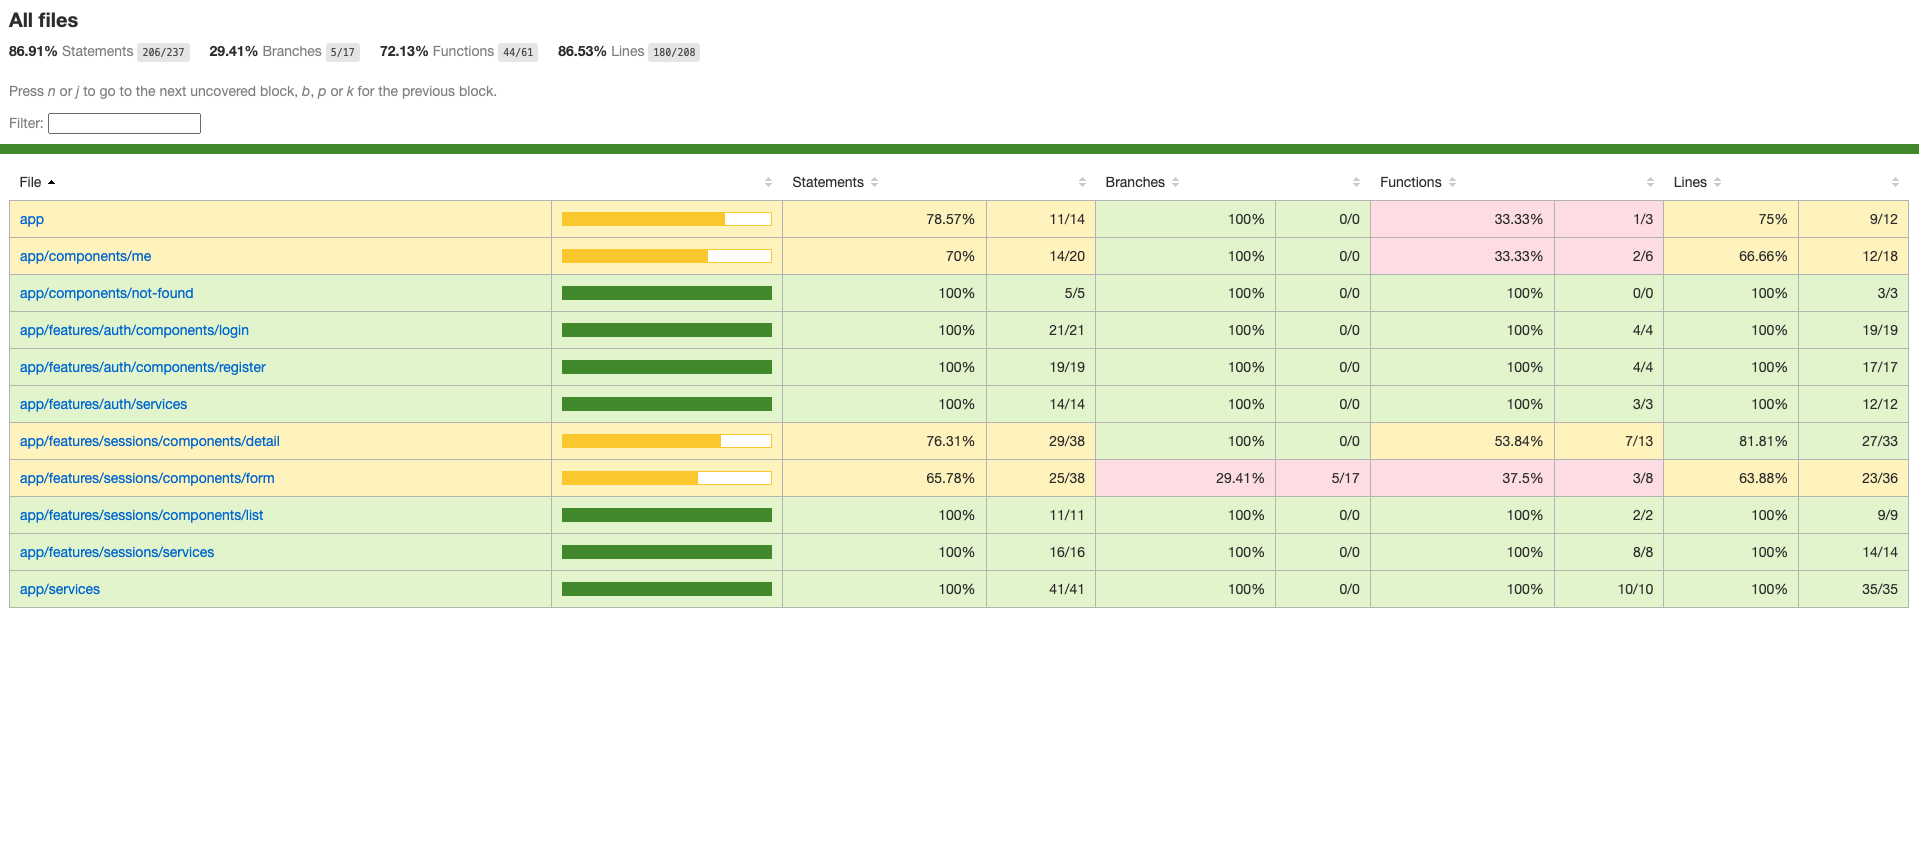 All files
86.91% Statements 206/237 29.41% Branches 5/17 72.13% Functions 44/61 86.53% Lines 180/208
Press n or j to go to the next uncovered block, b, p or k for the previous block.
Filter:
File Statements Branches Functions Lines
app 78.57% 11/14 100% 0/0 33.33% 1/3 75% 9/12
app/components/me 70% 14/20 100% 0/0 33.33% 2/6 66.66% 12/18
app/components/not-found 100% 5/5 100% 0/0 100% 0/0 100% 3/3
app/features/auth/components/login 100% 21/21 100% 0/0 100% 4/4 100% 19/19
app/features/auth/components/register 100% 19/19 100% 0/0 100% 4/4 100% 17/17
app/features/auth/services 100% 14/14 100% 0/0 100% 3/3 100% 12/12
app/features/sessions/components/detail 76.31% 29/38 100% 0/0 53.84% 7/13 81.81% 27/33
app/features/sessions/components/form 65.78% 25/38 29.41% 5/17 37.5% 3/8 63.88% 23/36
app/features/sessions/components/list 100% 11/11 100% 0/0 100% 2/2 100% 9/9
app/features/sessions/services 100% 16/16 100% 0/0 100% 8/8 100% 14/14
app/services 100% 41/41 100% 0/0 100% 10/10 100% 35/35